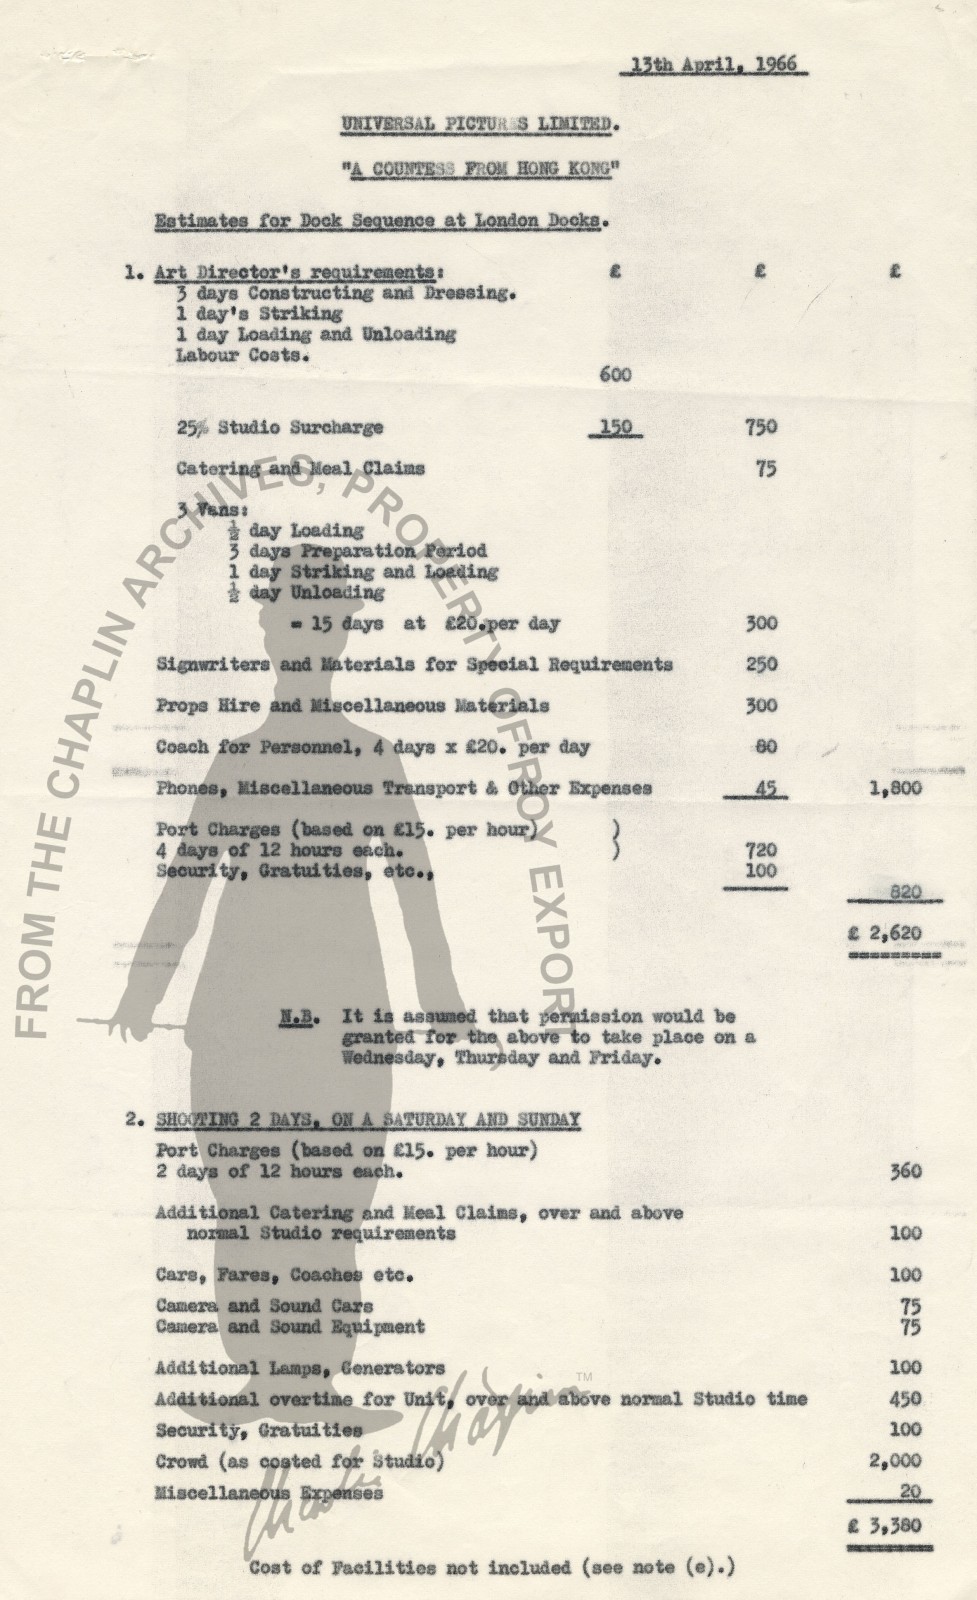 13th April, 1966
UNIVERSAL PICTURES LIMITED.
"A COUNTESS FROM HONG KONG"
Estimates for Dock Sequence at London Docks.
1. Art Director's requirements: £ £ £
3 days Constructing and Dressing.
1 day's Striking
1 day Loading and Unloading
Labour Costs.
600
25% Studio Surcharge 150 750
Catering and Meal Claims 75
3 Vans:
½ day Loading
3 days Preparation Period
1 day Striking and Loading
½ day Unloading
= 15 days at £20.per day 300
Signwriters and Materials for Special Requirements 250
Props Hire and Miscellaneous Materials 300
Coach for Personnel, 4 days x £20. per day 80
Phones, Miscellaneous Transport & Other Expenses 45 1,800
Port Charges (based on £15. per hour) )
4 days of 12 hours each. ) 720
Security, Gratuities, etc., 100
820
£ 2,620
N.B. It is assumed that permission would be
granted for the above to take place on a
Wednesday, Thursday and Friday.
2. SHOOTING 2 DAYS, ON A SATURDAY AND SUNDAY
Port Charges (based on £15. per hour)
2 days of 12 hours each. 360
Additional Catering and Meal Claims, over and above
normal Studio requirements 100
Cars, Fares, Coaches etc. 100
Camera and Sound Cars 75
Camera and Sound Equipment 75
Additional Lamps, Generators 100
Additional overtime for Unit, over and above normal Studio time 450
Security, Gratuities 100
Crowd (as costed for Studio) 2,000
Miscellaneous Expenses 20
£ 3,380
Cost of Facilities not included (see note (e).)
FROM THE CHAPLIN ARCHIVES, PROPERTY OF ROY EXPORT
Charles Chaplin TM